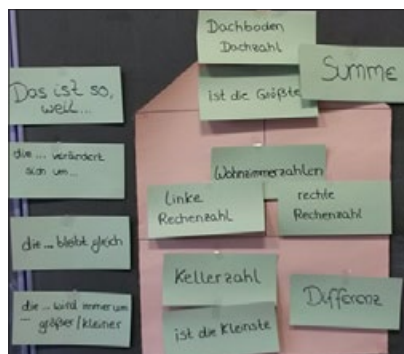 Dachboden
Dachzahl
Summe
ist die Größte
Das ist so,
weil...
die ... verändert
sich um...
Wohnzimmerzahlen
linke
Rechenzahl
rechte
Rechenzahl
die ... bleibt gleich
Kellerzahl
Differenz
die ... wird immer um
... größer/kleiner
ist die Kleinste